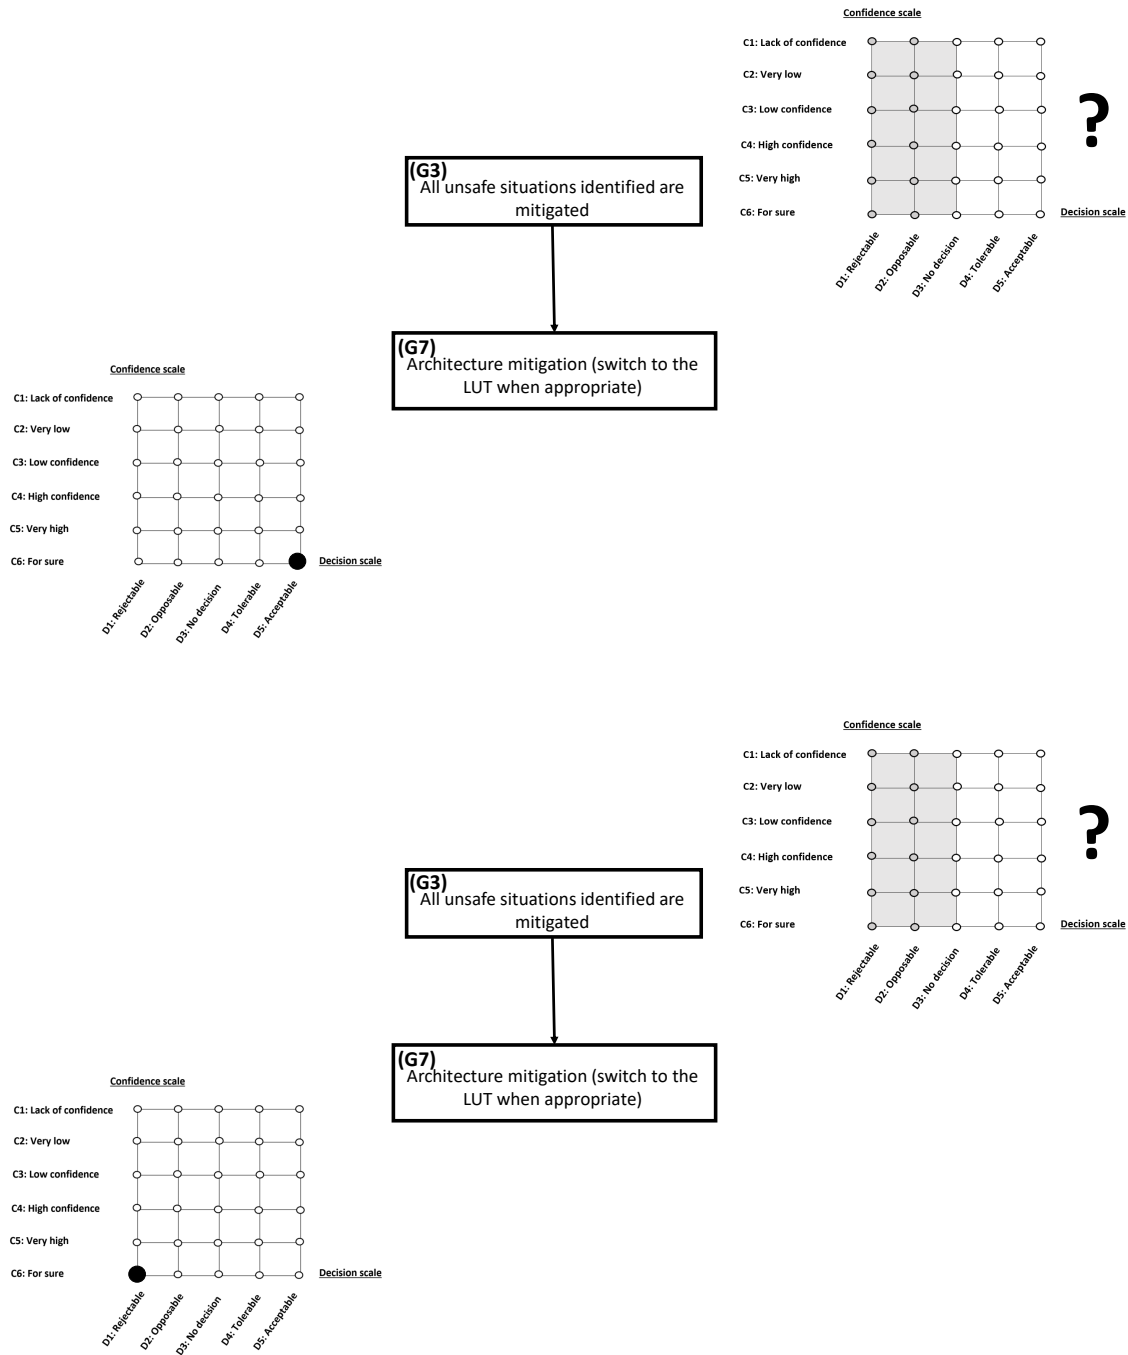 Confidence scale
C1: Lack of confidence
C2: Very low
C3: Low confidence
C4: High confidence
C5: Very high
C6: For sure
Decision scale
D1: Rejectable
D2: Opposable
D3: No decision
D4: Tolerable
D5: Acceptable
?
(G3)
All unsafe situations identified are
mitigated
(G7)
Architecture mitigation (switch to the
LUT when appropriate)
Confidence scale
C1: Lack of confidence
C2: Very low
C3: Low confidence
C4: High confidence
C5: Very high
C6: For sure
Decision scale
D1: Rejectable
D2: Opposable
D3: No decision
D4: Tolerable
D5: Acceptable
Confidence scale
C1: Lack of confidence
C2: Very low
C3: Low confidence
C4: High confidence
C5: Very high
C6: For sure
Decision scale
D1: Rejectable
D2: Opposable
D3: No decision
D4: Tolerable
D5: Acceptable
?
(G3)
All unsafe situations identified are
mitigated
(G7)
Architecture mitigation (switch to the
LUT when appropriate)
Confidence scale
C1: Lack of confidence
C2: Very low
C3: Low confidence
C4: High confidence
C5: Very high
C6: For sure
Decision scale
D1: Rejectable
D2: Opposable
D3: No decision
D4: Tolerable
D5: Acceptable